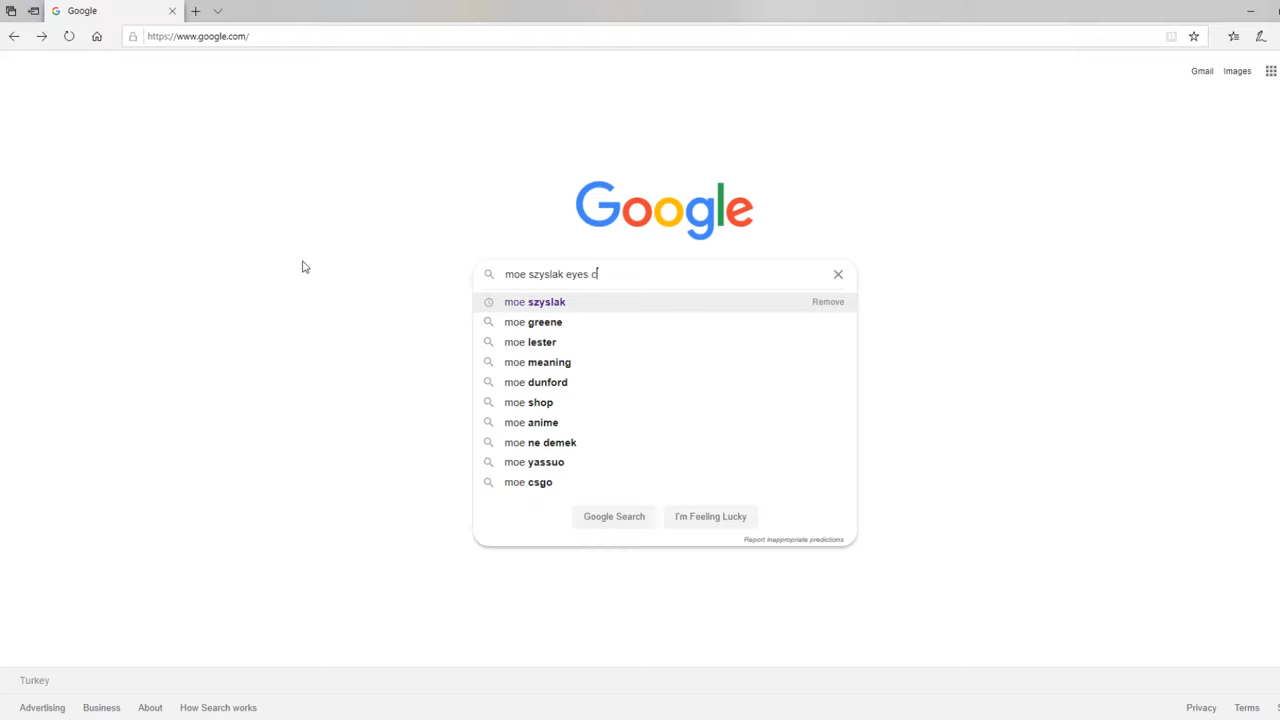 Google
https://www.google.com/
Gmail Images
Google
moe szyslak eyes c
moe szyslak Remove
moe greene
moe lester
moe meaning
moe dunford
moe shop
moe anime
moe ne demek
moe yassuo
moe csgo
Google Search I'm Feeling Lucky
Report inappropriate predictions
Turkey
Advertising Business About How Search works Privacy Terms